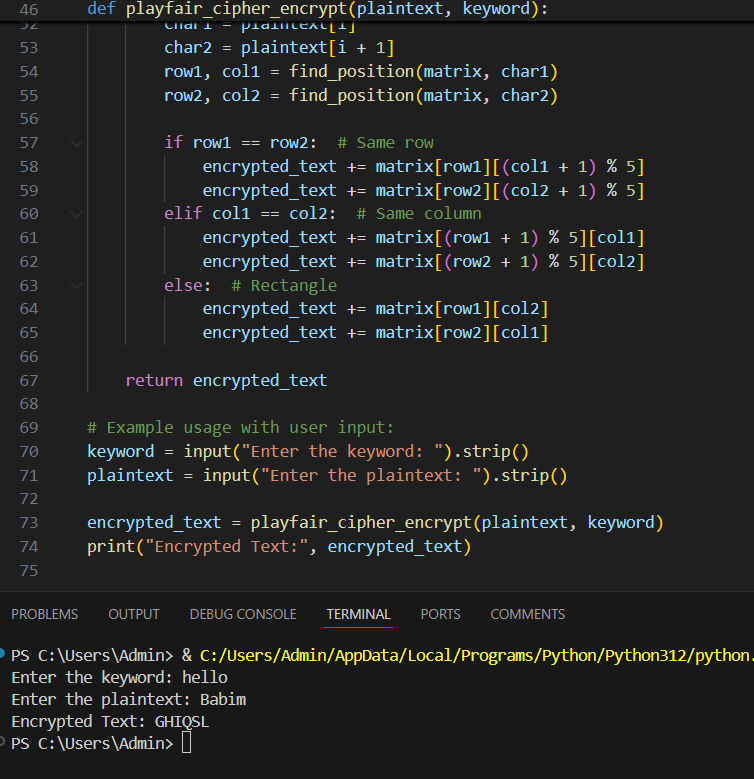 46 def playfair_cipher_encrypt(plaintext, keyword):
52 char1 = plaintext[i]
53 char2 = plaintext[i + 1]
54 row1, col1 = find_position(matrix, char1)
55 row2, col2 = find_position(matrix, char2)
56
57 if row1 == row2:  # Same row
58 encrypted_text += matrix[row1][(col1 + 1) % 5]
59 encrypted_text += matrix[row2][(col2 + 1) % 5]
60 elif col1 == col2:  # Same column
61 encrypted_text += matrix[(row1 + 1) % 5][col1]
62 encrypted_text += matrix[(row2 + 1) % 5][col2]
63 else:  # Rectangle
64 encrypted_text += matrix[row1][col2]
65 encrypted_text += matrix[row2][col1]
66
67 return encrypted_text
68
69 # Example usage with user input:
70 keyword = input("Enter the keyword: ").strip()
71 plaintext = input("Enter the plaintext: ").strip()
72
73 encrypted_text = playfair_cipher_encrypt(plaintext, keyword)
74 print("Encrypted Text:", encrypted_text)
75
PROBLEMS OUTPUT DEBUG CONSOLE TERMINAL PORTS COMMENTS
PS C:\Users\Admin> & C:/Users/Admin/AppData/Local/Programs/Python/Python312/python.
Enter the keyword: hello
Enter the plaintext: Babim
Encrypted Text: GHIQSL
PS C:\Users\Admin>